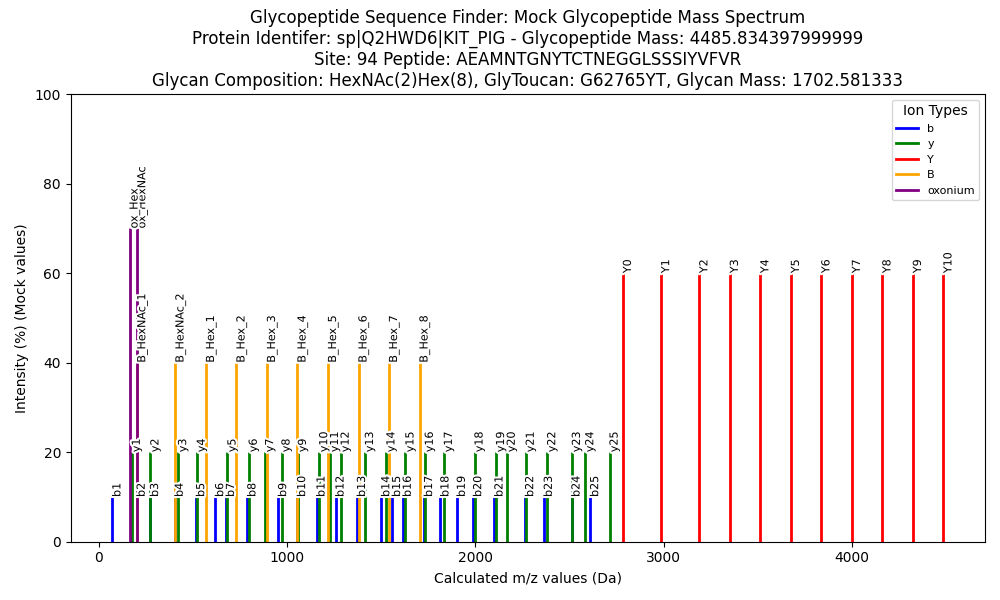 Glycopeptide Sequence Finder: Mock Glycopeptide Mass Spectrum
Protein Identifer: sp|Q2HWD6|KIT_PIG - Glycopeptide Mass: 4485.834397999999
Site: 94 Peptide: AEAMNTGNYTCTNEGGLSSSIYVFVR
Glycan Composition: HexNAc(2)Hex(8), GlyToucan: G62765YT, Glycan Mass: 1702.581333
Intensity (%) (Mock values)
100
80
60
40
20
0
Ion Types
b
y
Y
B
oxonium
ox_Hex
ox_HexNAc
Y0
Y1
Y2
Y3
Y4
Y5
Y6
Y7
Y8
Y9
Y10
B_HexNAc_1
B_HexNAc_2
B_Hex_1
B_Hex_2
B_Hex_3
B_Hex_4
B_Hex_5
B_Hex_6
B_Hex_7
B_Hex_8
y1
y2
y3
y4
y5
y6
y7
y8
y9
y10
y11
y12
y13
y14
y15
y16
y17
y18
y19
y20
y21
y22
y23
y24
y25
b1
b2
b3
b4
b5
b6
b7
b8
b9
b10
b11
b12
b13
b14
b15
b16
b17
b18
b19
b20
b21
b22
b23
b24
b25
0
1000
2000
3000
4000
Calculated m/z values (Da)